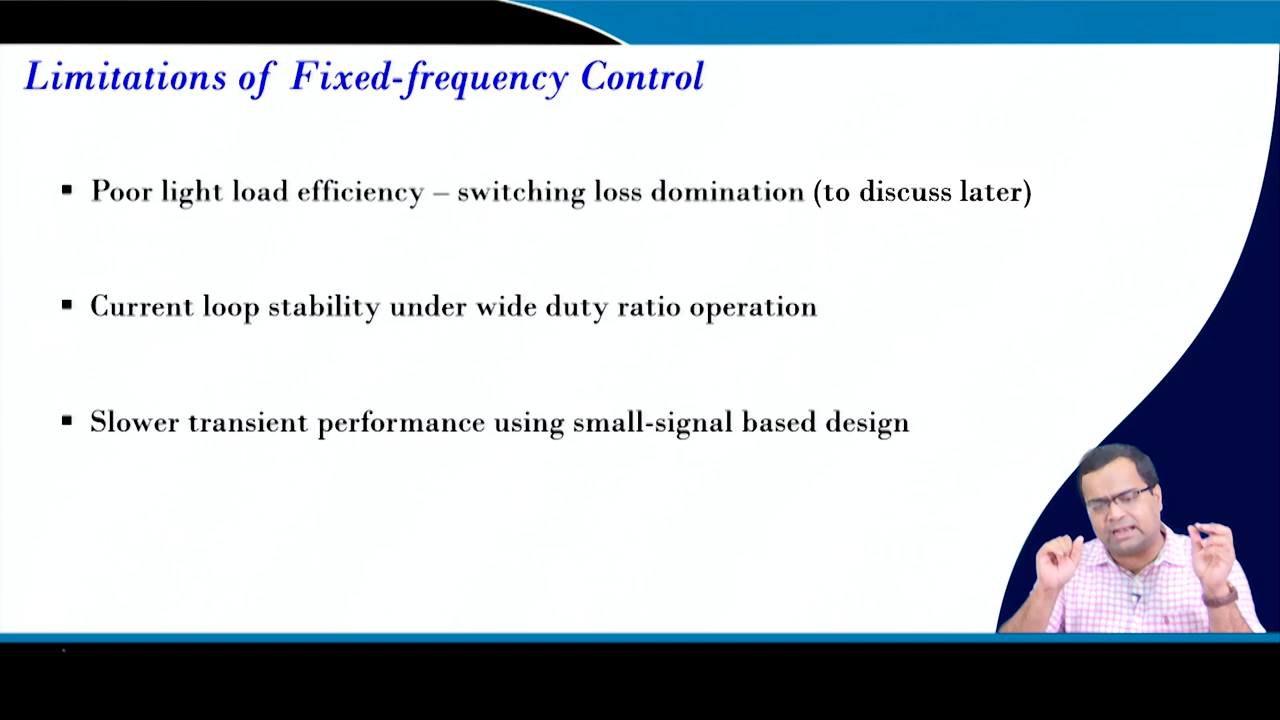 Limitations of Fixed-frequency Control
▪ Poor light load efficiency – switching loss domination (to discuss later)
▪ Current loop stability under wide duty ratio operation
▪ Slower transient performance using small-signal based design